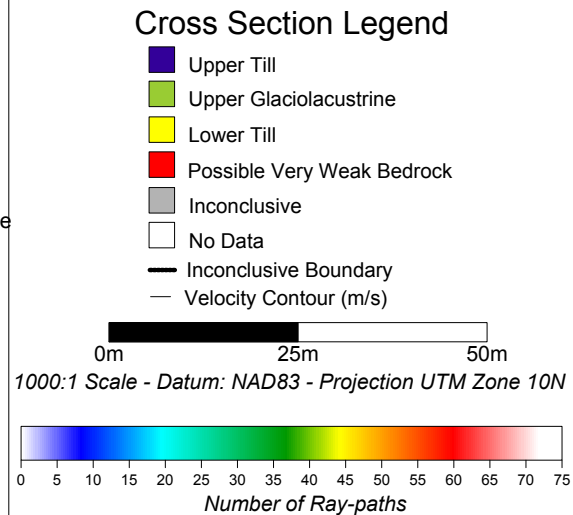 Cross Section Legend
Upper Till
Upper Glaciolacustrine
Lower Till
Possible Very Weak Bedrock
e
Inconclusive
No Data
Inconclusive Boundary
Velocity Contour (m/s)
0m 25m 50m
1000:1 Scale - Datum: NAD83 - Projection UTM Zone 10N
0 5 10 15 20 25 30 35 40 45 50 55 60 65 70 75
Number of Ray-paths